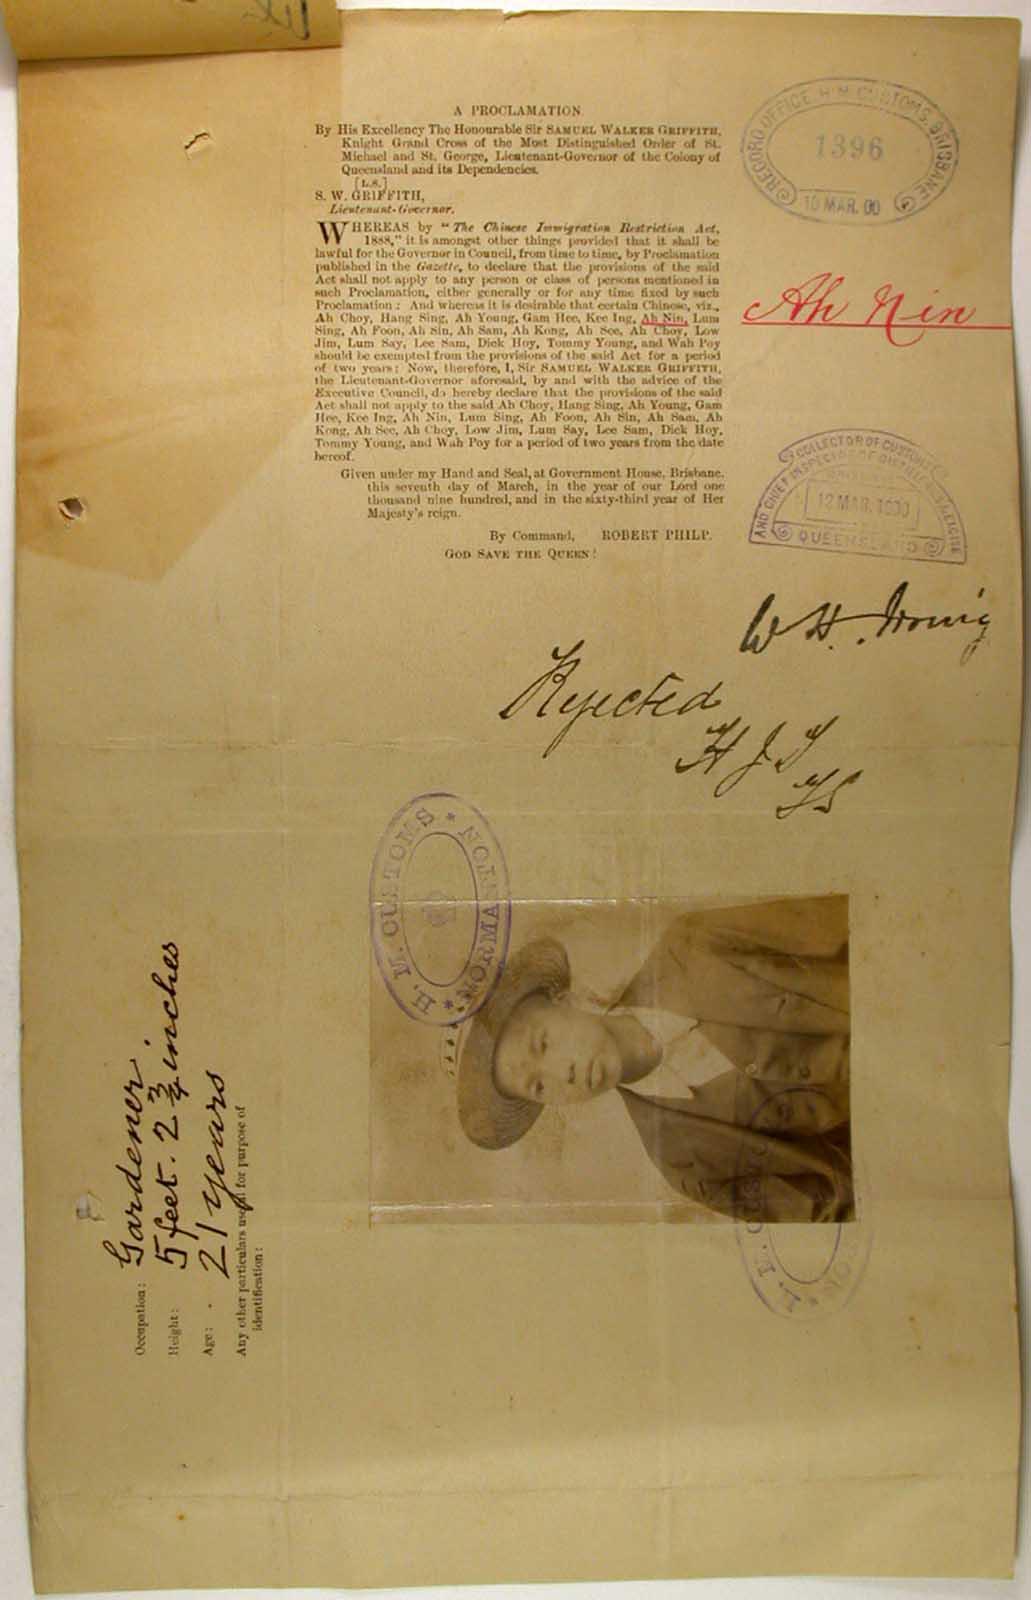 A PROCLAMATION
By His Excellency The Honourable Sir SAMUEL WALKER GRIFFITH,
Knight Grand Cross of the Most Distinguished Order of St.
Michael and St. George, Lieutenant-Governor of the Colony of
Queensland and its Dependencies.
[L.S.]
S. W. GRIFFITH,
Lieutenant-Governor.
WHEREAS by "The Chinese Immigration Restriction Act,
1888," it is amongst other things provided that it shall be
lawful for the Governor in Council, from time to time, by Proclamation
published in the Gazette, to declare that the provisions of the said
Act shall not apply to any person or class of persons mentioned in
such Proclamation, either generally or for any time fixed by such
Proclamation: And whereas it is desirable that certain Chinese, viz.,
Ah Choy, Hang Sing, Ah Young, Gam Hee, Kee Ing, Ah Nin, Lum
Sing, Ah Foon, Ah Sin, Ah Sam, Ah Kong, Ah See, Ah Choy, Low
Jim, Lum Say, Lee Sam, Dick Hoy, Tommy Young, and Wah Poy
should be exempted from the provisions of the said Act for a period
of two years: Now, therefore, I, Sir SAMUEL WALKER GRIFFITH,
the Lieutenant-Governor aforesaid, by and with the advice of the
Executive Council, do hereby declare that the provisions of the said
Act shall not apply to the said Ah Choy, Hang Sing, Ah Young, Gam
Hee, Kee Ing, Ah Nin, Lum Sing, Ah Foon, Ah Sin, Ah Sam, Ah
Kong, Ah See, Ah Choy, Low Jim, Lum Say, Lee Sam, Dick Hoy,
Tommy Young, and Wah Poy for a period of two years from the date
hereof.
Given under my Hand and Seal, at Government House, Brisbane,
this seventh day of March, in the year of our Lord one
thousand nine hundred, and in the sixty-third year of Her
Majesty's reign.
By Command, ROBERT PHILP.
GOD SAVE THE QUEEN!
RECORD OFFICE, H.M. CUSTOMS, BRISBANE
1396
10 MAR. 00
Ah Nin
COLLECTOR OF CUSTOMS
AND CHIEF INSPECTOR OF DISTILLERIES & EXCISE
12 MAR. 1900
QUEENSLAND
W H.
Rejected
H J S
H. M. CUSTOMS * NORMANTON *
H. M. CUSTOMS
NOR
Occupation: Gardener.
Height: 5 feet. 2 3/4 inches
Age: 21 years
Any other particulars useful for purpose of
identification: